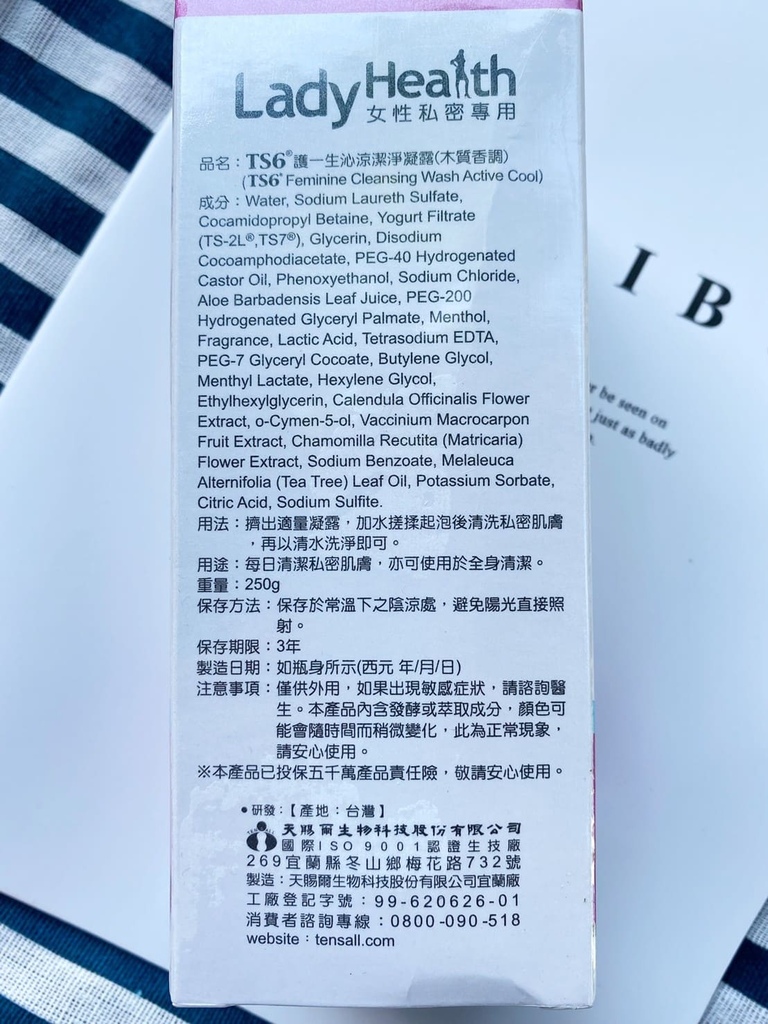 LadyHealth
女性私密專用
品名：TS6®護一生沁涼潔淨凝露(木質香調)
(TS6® Feminine Cleansing Wash Active Cool)
成分：Water, Sodium Laureth Sulfate,
Cocamidopropyl Betaine, Yogurt Filtrate
(TS-2L®,TS7®), Glycerin, Disodium
Cocoamphodiacetate, PEG-40 Hydrogenated
Castor Oil, Phenoxyethanol, Sodium Chloride,
Aloe Barbadensis Leaf Juice, PEG-200
Hydrogenated Glyceryl Palmate, Menthol,
Fragrance, Lactic Acid, Tetrasodium EDTA,
PEG-7 Glyceryl Cocoate, Butylene Glycol,
Menthyl Lactate, Hexylene Glycol,
Ethylhexylglycerin, Calendula Officinalis Flower
Extract, o-Cymen-5-ol, Vaccinium Macrocarpon
Fruit Extract, Chamomilla Recutita (Matricaria)
Flower Extract, Sodium Benzoate, Melaleuca
Alternifolia (Tea Tree) Leaf Oil, Potassium Sorbate,
Citric Acid, Sodium Sulfite.
用法：擠出適量凝露，加水搓揉起泡後清洗私密肌膚
，再以清水洗淨即可。
用途：每日清潔私密肌膚，亦可使用於全身清潔。
重量：250g
保存方法：保存於常溫下之陰涼處，避免陽光直接照
射。
保存期限：3年
製造日期：如瓶身所示(西元 年/月/日)
注意事項：僅供外用，如果出現敏感症狀，請諮詢醫
生。本產品內含發酵或萃取成分，顏色可
能會隨時間而稍微變化，此為正常現象，
請安心使用。
※本產品已投保五千萬產品責任險，敬請安心使用。
•研發：【產地：台灣】
天賜爾生物科技股份有限公司
國際ISO 9001認證生技廠
269宜蘭縣冬山鄉梅花路732號
製造：天賜爾生物科技股份有限公司宜蘭廠
工廠登記字號：99-620626-01
消費者諮詢專線：0800-090-518
website：tensall.com
I B
be seen on
just as badly